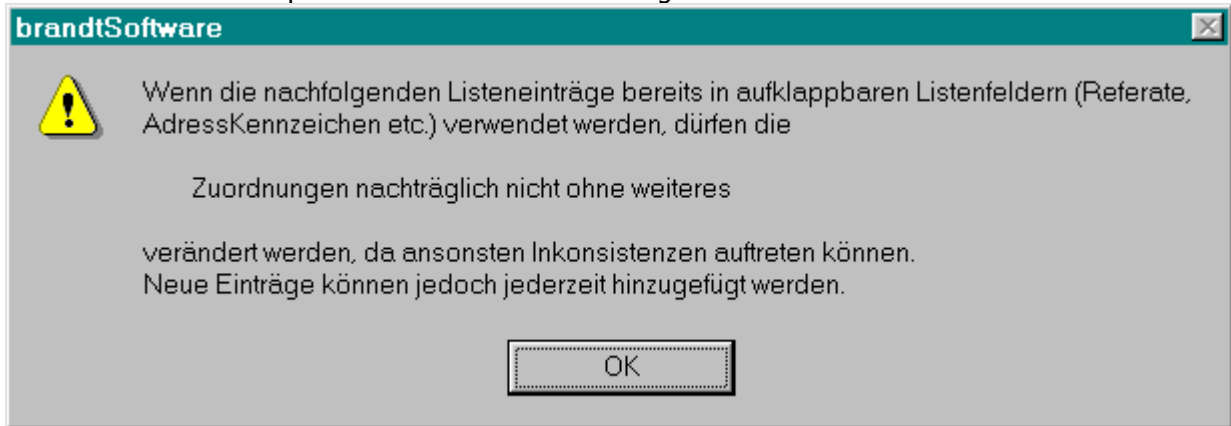 brandtSoftware
Wenn die nachfolgenden Listeneinträge bereits in aufklappbaren Listenfeldern (Referate,
AdressKennzeichen etc.) verwendet werden, dürfen die
Zuordnungen nachträglich nicht ohne weiteres
verändert werden, da ansonsten Inkonsistenzen auftreten können.
Neue Einträge können jedoch jederzeit hinzugefügt werden.
OK